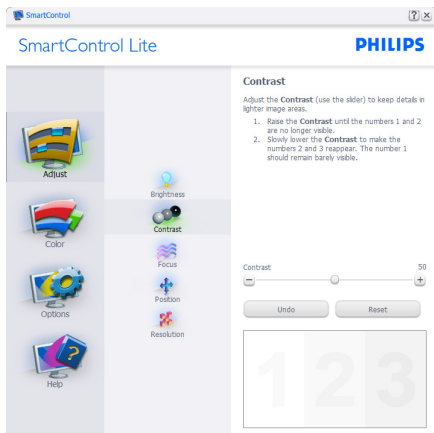 SmartControl
? ×
SmartControl Lite
PHILIPS
Adjust
Color
Options
Help
Brightness
Contrast
Focus
Position
Resolution
Contrast
Adjust the Contrast (use the slider) to keep details in
lighter image areas.
1. Raise the Contrast until the numbers 1 and 2
are no longer visible.
2. Slowly lower the Contrast to make the
numbers 2 and 3 reappear. The number 1
should remain barely visible.
Contrast 50
− +
Undo Reset
1 2 3